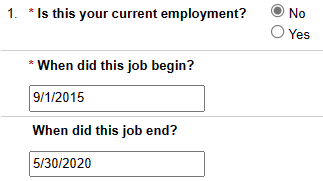 1. * Is this your current employment? No
Yes
* When did this job begin?
9/1/2015
When did this job end?
5/30/2020